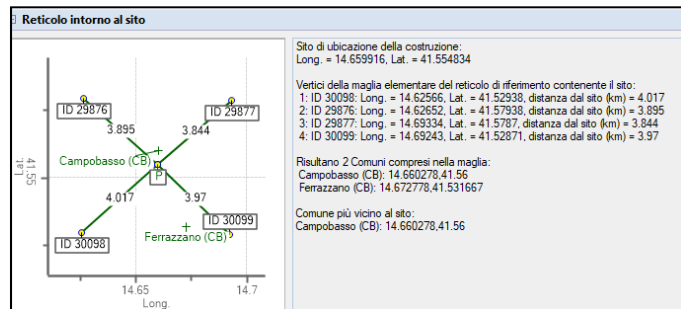 Reticolo intorno al sito
ID 29876
ID 29877
3.895
3.844
Campobasso (CB)
P
41.55
Lat.
4.017
3.97
ID 30099
ID 30098
Ferrazzano (CB)
14.65
14.7
Long.
Sito di ubicazione della costruzione:
Long. = 14.659916, Lat. = 41.554834
Vertici della maglia elementare del reticolo di riferimento contenente il sito:
1: ID 30098: Long. = 14.62566, Lat. = 41.52938, distanza dal sito (km) = 4.017
2: ID 29876: Long. = 14.62652, Lat. = 41.57938, distanza dal sito (km) = 3.895
3: ID 29877: Long. = 14.69334, Lat. = 41.5787, distanza dal sito (km) = 3.844
4: ID 30099: Long. = 14.69243, Lat. = 41.52871, distanza dal sito (km) = 3.97
Risultano 2 Comuni compresi nella maglia:
Campobasso (CB): 14.660278,41.56
Ferrazzano (CB): 14.672778,41.531667
Comune più vicino al sito:
Campobasso (CB): 14.660278,41.56